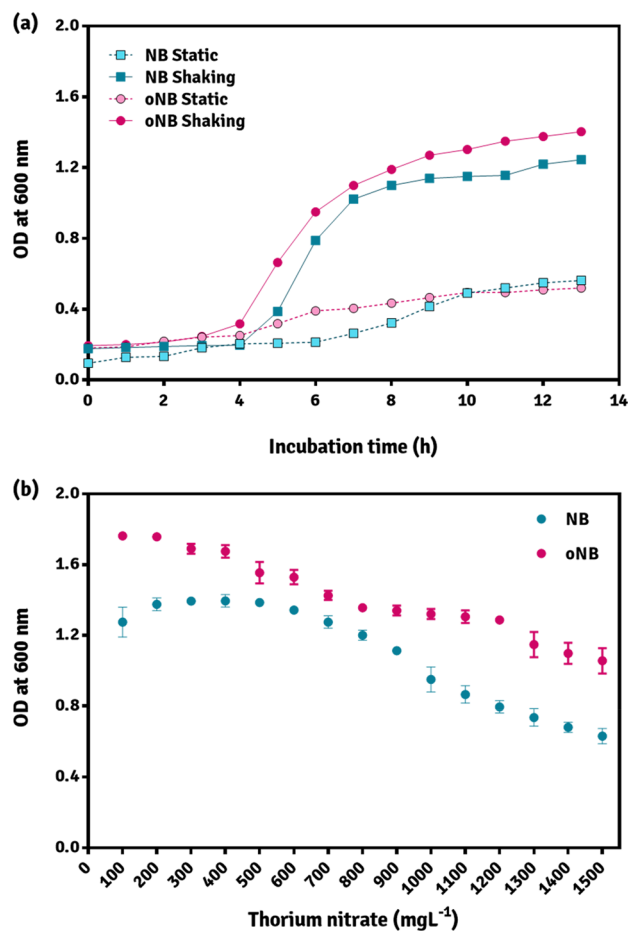 (a)
2.0
1.6
1.2
0.8
0.4
0.0
OD at 600 nm
NB Static
NB Shaking
oNB Static
oNB Shaking
0 2 4 6 8 10 12 14
Incubation time (h)
(b)
2.0
1.6
1.2
0.8
0.4
0.0
OD at 600 nm
NB
oNB
0 100 200 300 400 500 600 700 800 900 1000 1100 1200 1300 1400 1500
Thorium nitrate (mgL⁻¹)